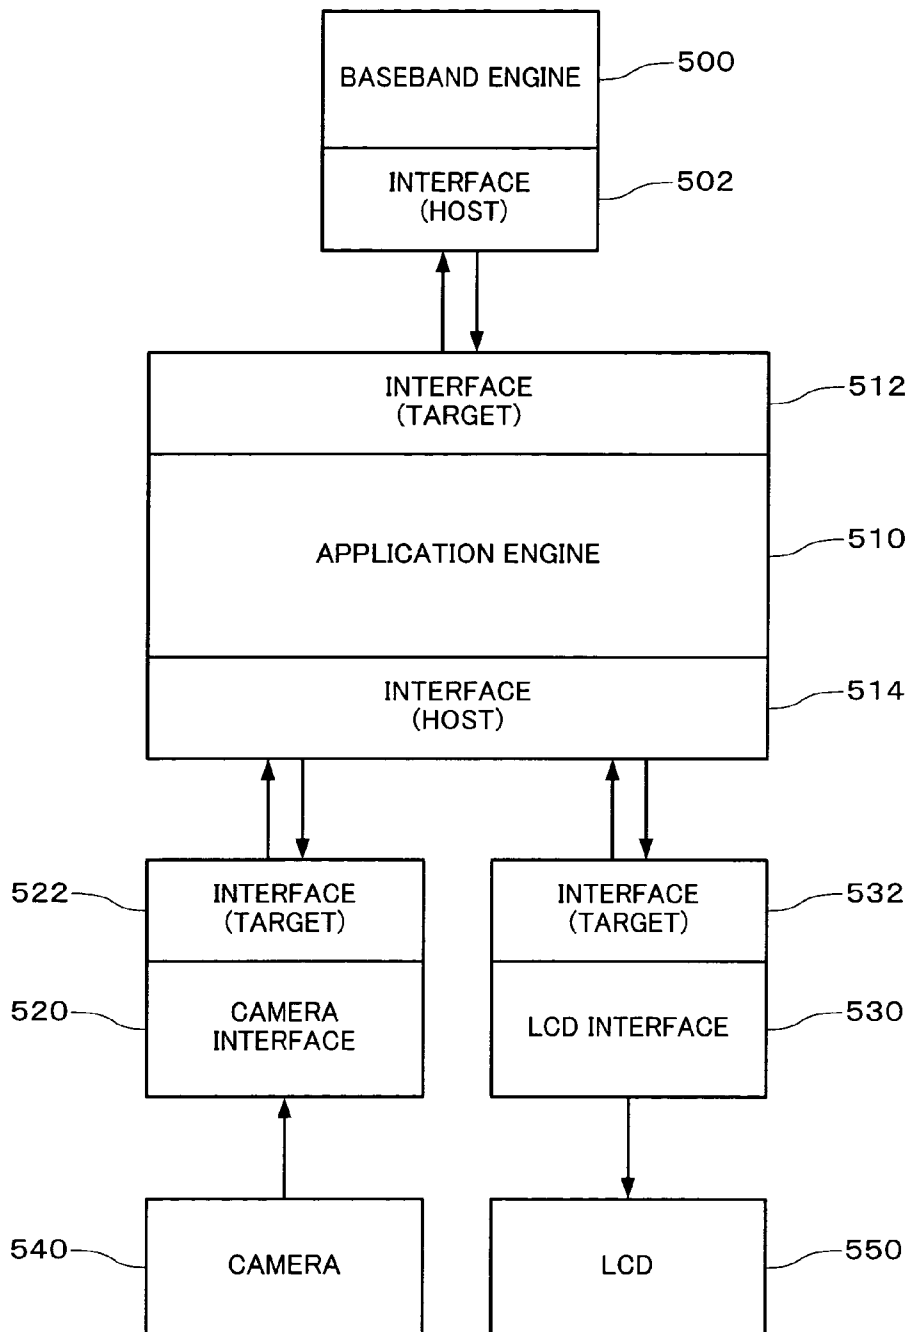 BASEBAND ENGINE
500
INTERFACE
(HOST)
502
INTERFACE
(TARGET)
512
APPLICATION ENGINE
510
INTERFACE
(HOST)
514
522
INTERFACE
(TARGET)
INTERFACE
(TARGET)
532
520
CAMERA
INTERFACE
LCD INTERFACE
530
540
CAMERA
LCD
550